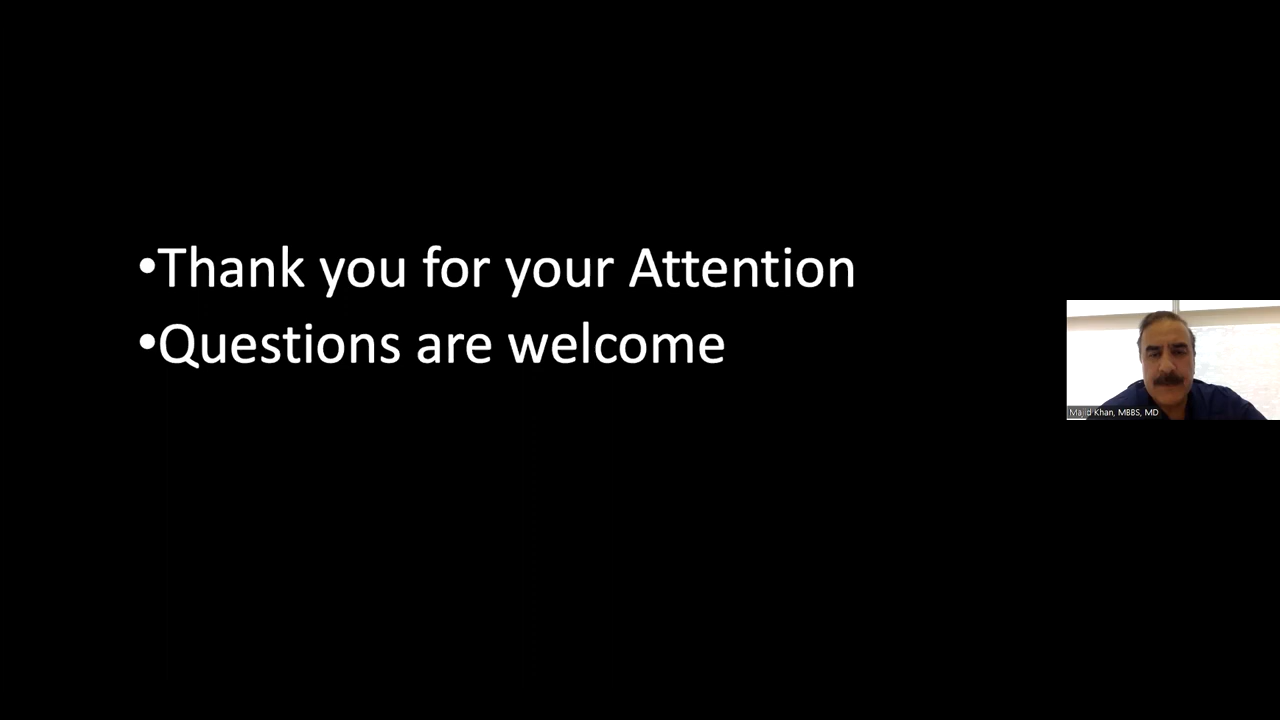 •Thank you for your Attention
•Questions are welcome
Majid Khan, MBBS, MD